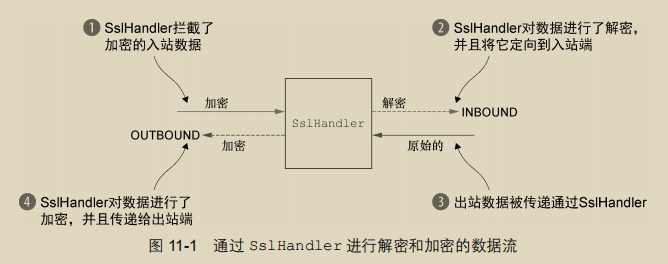 1 SslHandler拦截了
加密的入站数据
2 SslHandler对数据进行了解密，
并且将它定向到入站端
加密
解密
SslHandler
INBOUND
OUTBOUND
加密
原始的
4 SslHandler对数据进行了
加密，并且传递给出站端
3 出站数据被传递通过SslHandler
图 11-1 通过 SslHandler 进行解密和加密的数据流